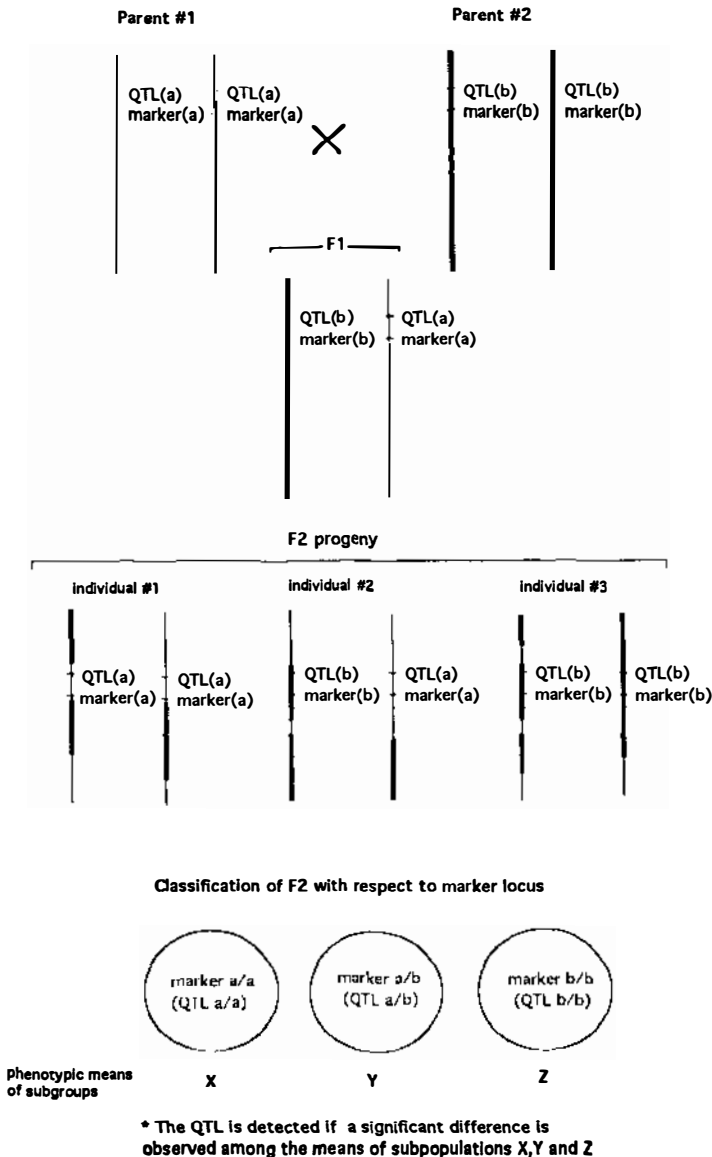 Parent #1
Parent #2
QTL(a)
marker(a)
QTL(a)
marker(a)
QTL(b)
marker(b)
QTL(b)
marker(b)
F1
QTL(b)
marker(b)
QTL(a)
marker(a)
F2 progeny
individual #1
individual #2
individual #3
QTL(a)
marker(a)
QTL(a)
marker(a)
QTL(b)
marker(b)
QTL(a)
marker(a)
QTL(b)
marker(b)
QTL(b)
marker(b)
Classification of F2 with respect to marker locus
marker a/a
(QTL a/a)
marker a/b
(QTL a/b)
marker b/b
(QTL b/b)
phenotypic means
of subgroups
X
Y
Z
* The QTL is detected if a significant difference is
observed among the means of subpopulations X,Y and Z